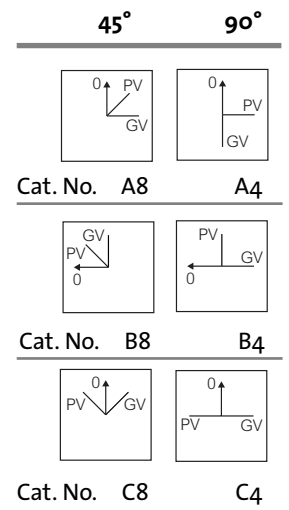 45° 90°
0 PV 0 PV
GV GV
Cat. No. A8 A4
GV PV
PV GV
0 0
Cat. No. B8 B4
0 0
PV GV PV GV
Cat. No. C8 C4